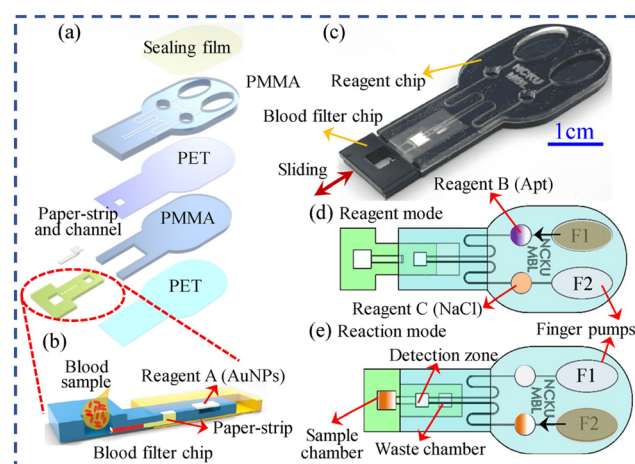 (a)
Sealing film
PMMA
PET
Paper-strip
and channel
PMMA
PET
(b)
Blood
sample
Reagent A (AuNPs)
Paper-strip
Blood filter chip
(c)
Reagent chip
NCKU
MBL
Blood filter chip
1cm
Sliding
Reagent B (Apt)
(d) Reagent mode
F1
NCKU
MBL
F2
Reagent C (NaCl)
Finger pumps
(e) Reaction mode
Detection zone
F1
NCKU
MBL
F2
Sample
chamber
Waste chamber